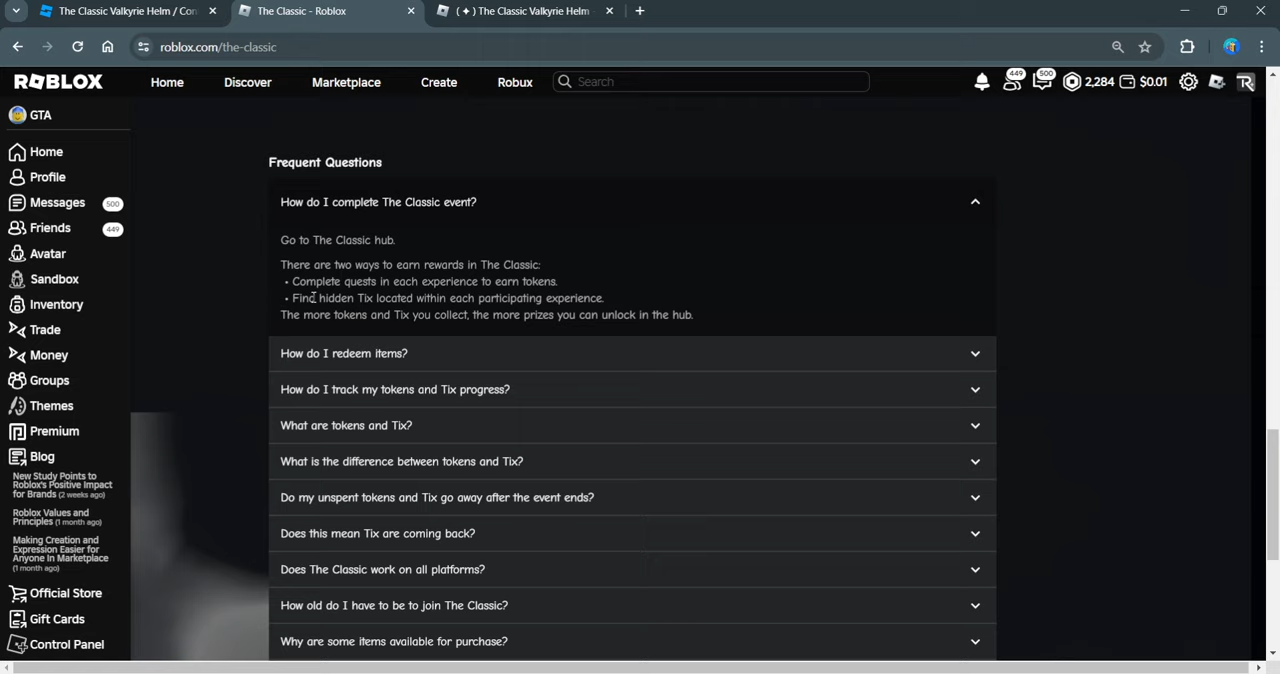 The Classic Valkyrie Helm / Con
The Classic - Roblox
( ✦ ) The Classic Valkyrie Helm -
roblox.com/the-classic
ROBLOX
Home
Discover
Marketplace
Create
Robux
Search
449
500
2,284
$0.01
GTA
Home
Profile
Messages 500
Friends 449
Avatar
Sandbox
Inventory
Trade
Money
Groups
Themes
Premium
Blog
New Study Points to
Roblox's Positive Impact
for Brands (2 weeks ago)
Roblox Values and
Principles (1 month ago)
Making Creation and
Expression Easier for
Anyone In Marketplace
(1 month ago)
Official Store
Gift Cards
Control Panel
Frequent Questions
How do I complete The Classic event?
Go to The Classic hub.
There are two ways to earn rewards in The Classic:
• Complete quests in each experience to earn tokens.
• Find hidden Tix located within each participating experience.
The more tokens and Tix you collect, the more prizes you can unlock in the hub.
How do I redeem items?
How do I track my tokens and Tix progress?
What are tokens and Tix?
What is the difference between tokens and Tix?
Do my unspent tokens and Tix go away after the event ends?
Does this mean Tix are coming back?
Does The Classic work on all platforms?
How old do I have to be to join The Classic?
Why are some items available for purchase?